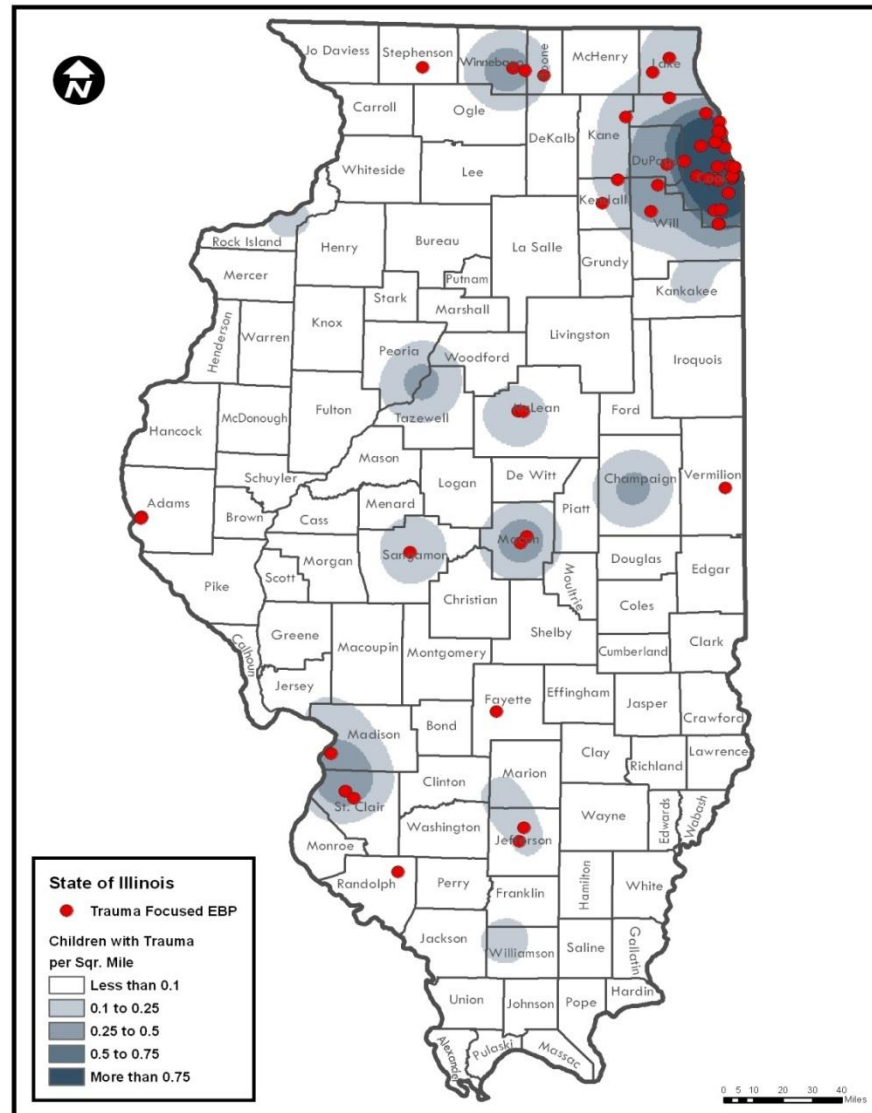 N
Jo Daviess
Stephenson
Winnebago
Boone
McHenry
Lake
Carroll
Ogle
DeKalb
Kane
DuPage
Whiteside
Lee
Kendall
Will
Rock Island
Henry
Bureau
La Salle
Grundy
Mercer
Putnam
Kankakee
Stark
Marshall
Henderson
Warren
Knox
Peoria
Woodford
Livingston
Iroquois
Hancock
McDonough
Fulton
Tazewell
McLean
Ford
Schuyler
Mason
Logan
De Witt
Champaign
Vermilion
Adams
Brown
Cass
Menard
Piatt
Macon
Sangamon
Morgan
Scott
Douglas
Edgar
Pike
Christian
Moultrie
Coles
Greene
Macoupin
Montgomery
Shelby
Cumberland
Clark
Calhoun
Jersey
Fayette
Effingham
Jasper
Crawford
Madison
Bond
Clay
Richland
Lawrence
Clinton
Marion
St. Clair
Washington
Jefferson
Wayne
Edwards
Wabash
Monroe
Randolph
Perry
Franklin
Hamilton
White
Jackson
Williamson
Saline
Gallatin
Union
Johnson
Pope
Hardin
Alexander
Pulaski
Massac
State of Illinois
Trauma Focused EBP
Children with Trauma
per Sqr. Mile
Less than 0.1
0.1 to 0.25
0.25 to 0.5
0.5 to 0.75
More than 0.75
0 5 10 20 30 40
Miles